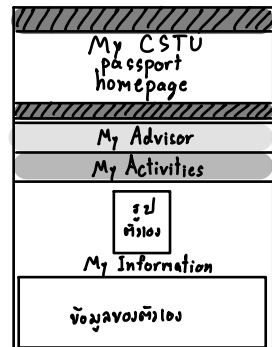 My CSTU
passport
homepage
My Advisor
My Activities
รูป
ตัวเอง
My Information
ข้อมูลของตัวเอง